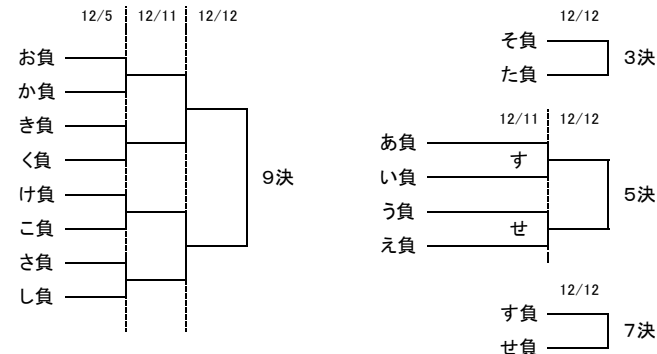 12/5 12/11 12/12
お負
か負
き負
く負
け負
こ負
さ負
し負
9決
12/12
そ負
た負
3決
12/11 12/12
あ負
い負
う負
え負
す
せ
5決
12/12
す負
せ負
7決